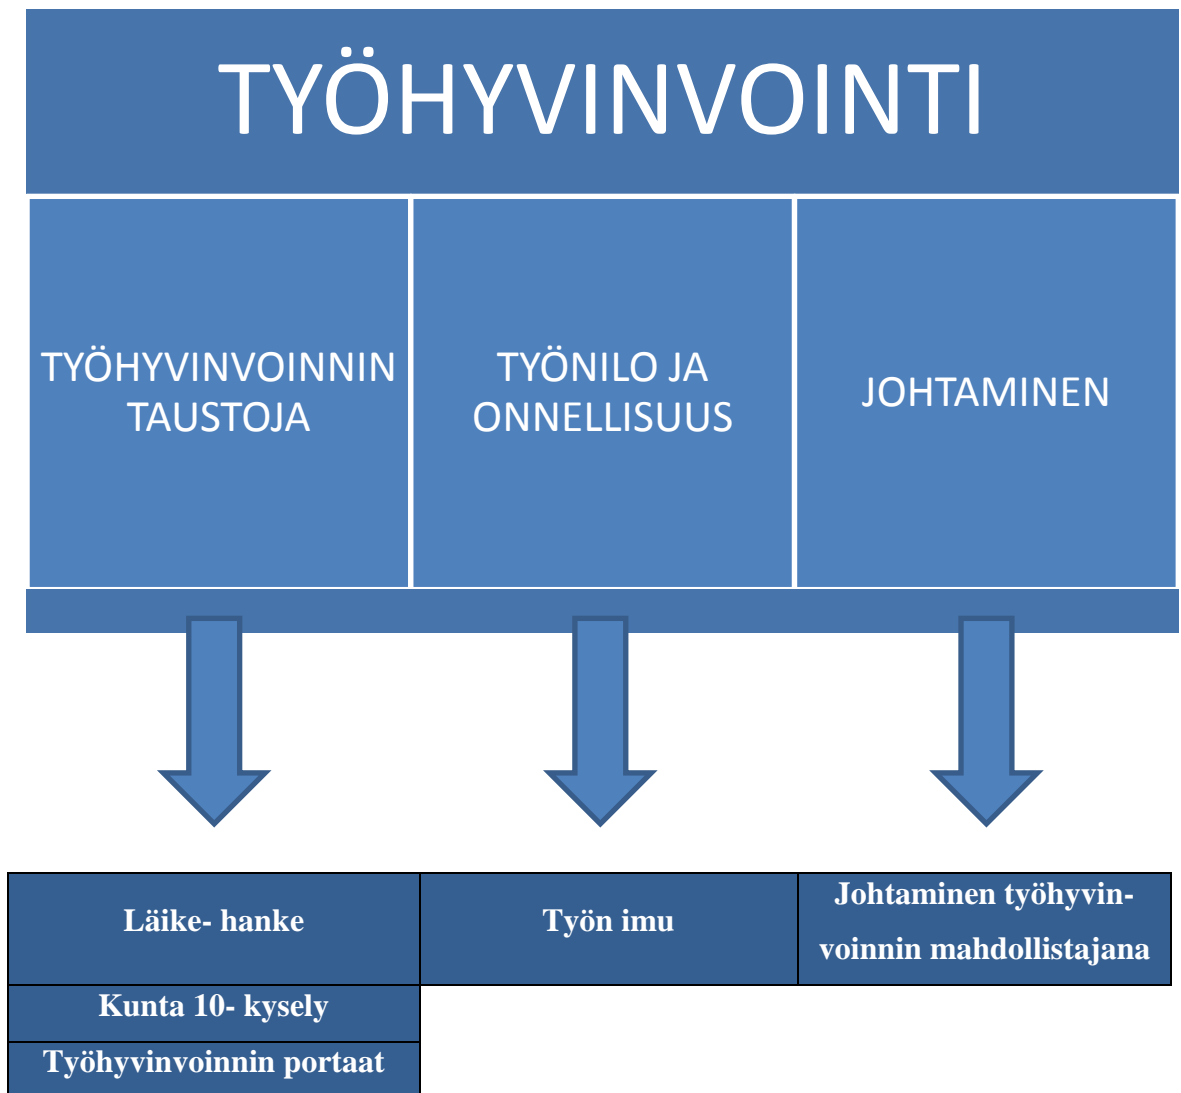 TYÖHYVINVOINTI
TYÖHYVINVOINNIN
TAUSTOJA
TYÖNILO JA
ONNELLISUUS
JOHTAMINEN
Läike- hanke
Työn imu
Johtaminen työhyvin-
voinnin mahdollistajana
Kunta 10- kysely
Työhyvinvoinnin portaat